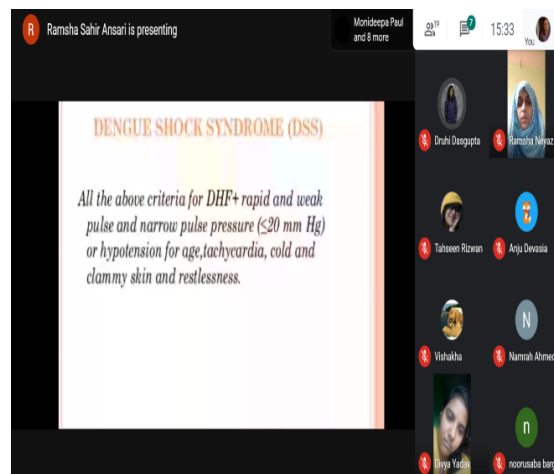 R
Ramsha Sahir Ansari is presenting
Monideepa Paul
and 8 more
19
7
15:33
You
DENGUE SHOCK SYNDROME (DSS)
All the above criteria for DHF+ rapid and weak
pulse and narrow pulse pressure (≤20 mm Hg)
or hypotension for age,tachycardia, cold and
clammy skin and restlessness.
Druhi Dasgupta
Ramsha Neyaz
Tahseen Rizwan
Anju Devasia
Vishakha
N
Namrah Ahmed
Divya Yadav
n
noorusaba barg